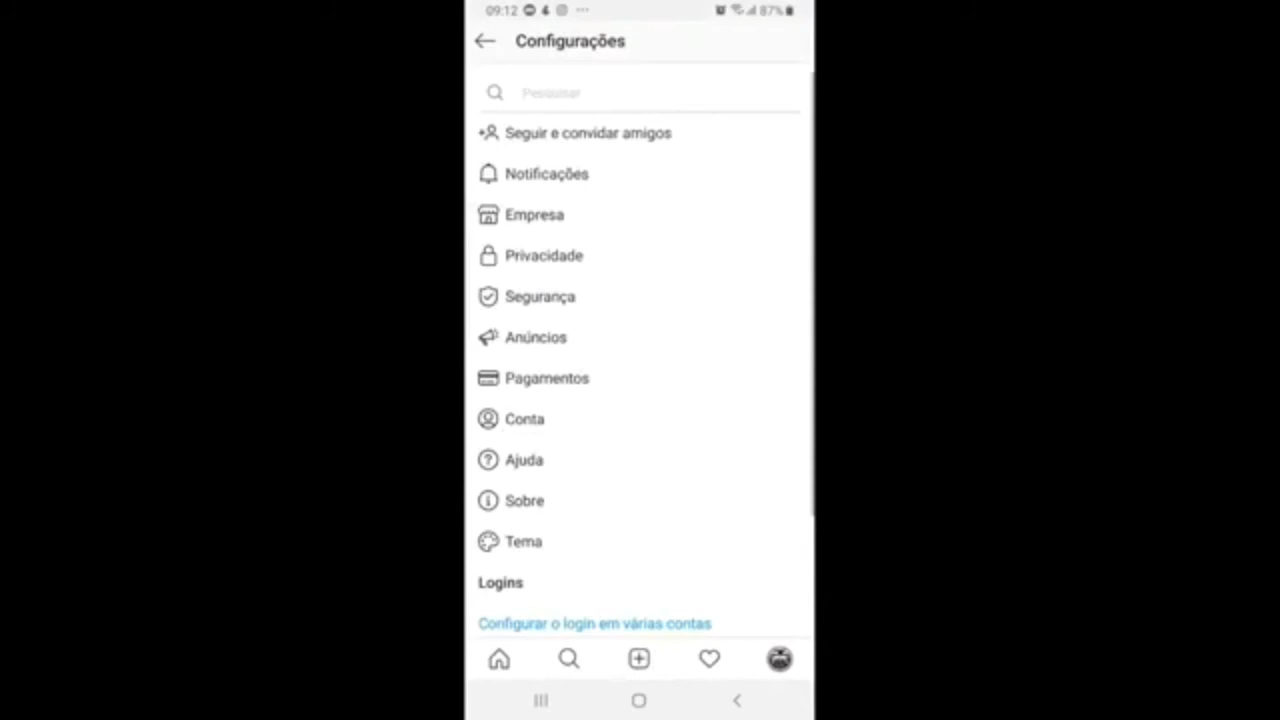 09:12 87%
Configurações
Pesquisar
Seguir e convidar amigos
Notificações
Empresa
Privacidade
Segurança
Anúncios
Pagamentos
Conta
Ajuda
Sobre
Tema
Logins
Configurar o login em várias contas